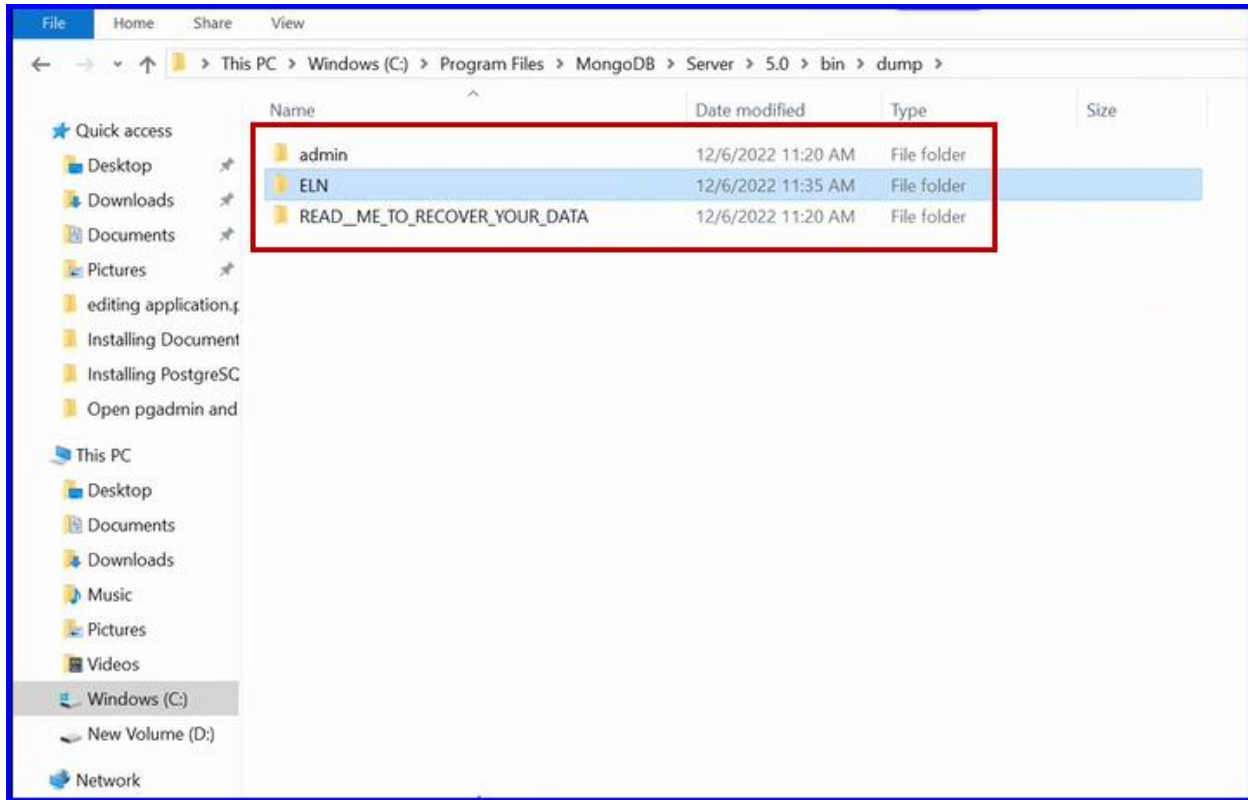 File Home Share View
This PC > Windows (C:) > Program Files > MongoDB > Server > 5.0 > bin > dump >
Name Date modified Type Size
Quick access
Desktop
Downloads
Documents
Pictures
editing application.p
Installing Document
Installing PostgreSQ
Open pgadmin and
This PC
Desktop
Documents
Downloads
Music
Pictures
Videos
Windows (C:)
New Volume (D:)
Network
admin 12/6/2022 11:20 AM File folder
ELN 12/6/2022 11:35 AM File folder
READ__ME_TO_RECOVER_YOUR_DATA 12/6/2022 11:20 AM File folder